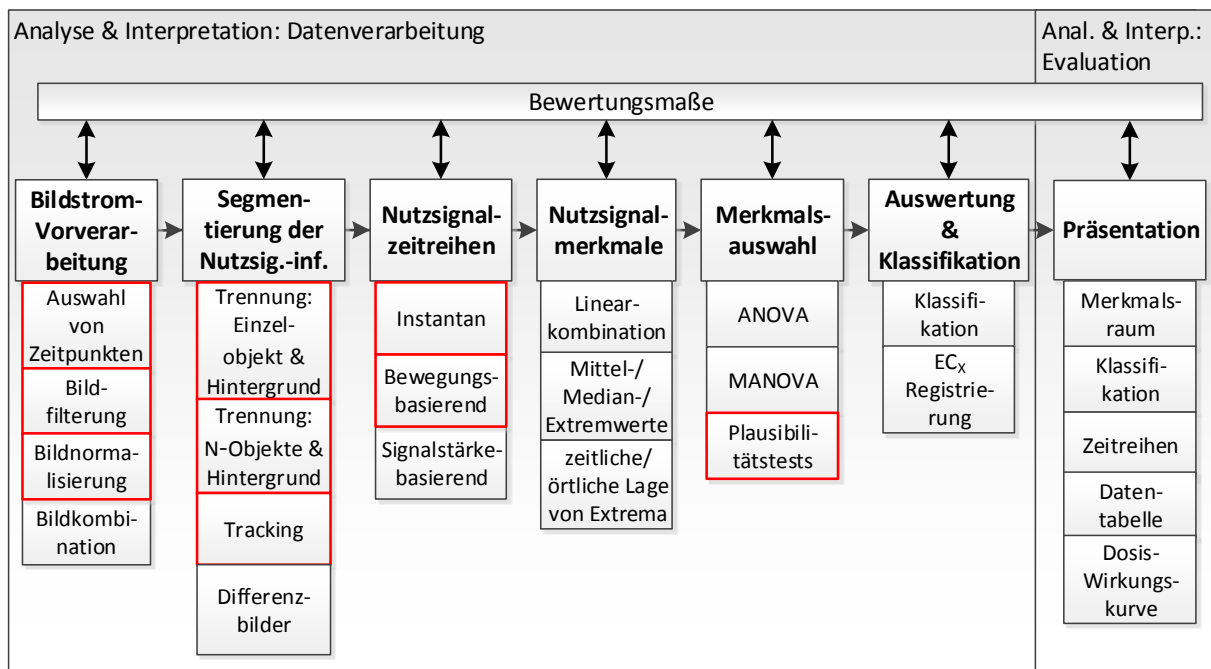 Analyse & Interpretation: Datenverarbeitung
Anal. & Interp.:
Evaluation
Bewertungsmaße
Bildstrom-
Vorverar-
beitung
Auswahl
von
Zeitpunkten
Bild-
filterung
Bildnorma-
lisierung
Bildkombi-
nation
Segmen-
tierung der
Nutzsig.-inf.
Trennung:
Einzel-
objekt &
Hintergrund
Trennung:
N-Objekte &
Hintergrund
Tracking
Differenz-
bilder
Nutzsignal-
zeitreihen
Instantan
Bewegungs-
basierend
Signalstärke-
basierend
Nutzsignal-
merkmale
Linear-
kombination
Mittel-/
Median-/
Extremwerte
zeitliche/
örtliche Lage
von Extrema
Merkmals-
auswahl
ANOVA
MANOVA
Plausibili-
tätstests
Auswertung
&
Klassifikation
Klassifi-
kation
ECX
Registrie-
rung
Präsentation
Merkmals-
raum
Klassifi-
kation
Zeitreihen
Daten-
tabelle
Dosis-
Wirkungs-
kurve